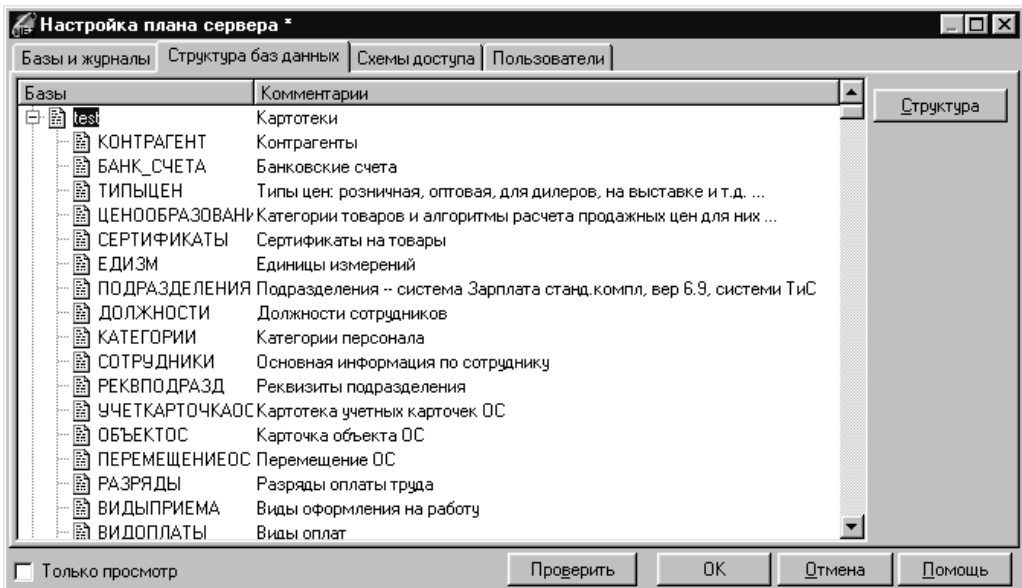 Настройка плана сервера *
Базы и журналы Структура баз данных Схемы доступа Пользователи
Базы Комментарии
Структура
test Картотеки
КОНТРАГЕНТ Контрагенты
БАНК_СЧЕТА Банковские счета
ТИПЫЦЕН Типы цен: розничная, оптовая, для дилеров, на выставке и т.д. ...
ЦЕНООБРАЗОВАНИ Категории товаров и алгоритмы расчета продажных цен для них ...
СЕРТИФИКАТЫ Сертификаты на товары
ЕДИЗМ Единицы измерений
ПОДРАЗДЕЛЕНИЯ Подразделения -- система Зарплата станд.компл, вер 6.9, системи ТиС
ДОЛЖНОСТИ Должности сотрудников
КАТЕГОРИИ Категории персонала
СОТРУДНИКИ Основная информация по сотруднику
РЕКВПОДРАЗД Реквизиты подразделения
УЧЕТКАРТОЧКАОС Картотека учетных карточек ОС
ОБЪЕКТОС Карточка объекта ОС
ПЕРЕМЕЩЕНИЕОС Перемещение ОС
РАЗРЯДЫ Разряды оплаты труда
ВИДЫПРИЕМА Виды оформления на работу
ВИДОПЛАТЫ Виды оплат
Только просмотр Проверить OK Отмена Помощь